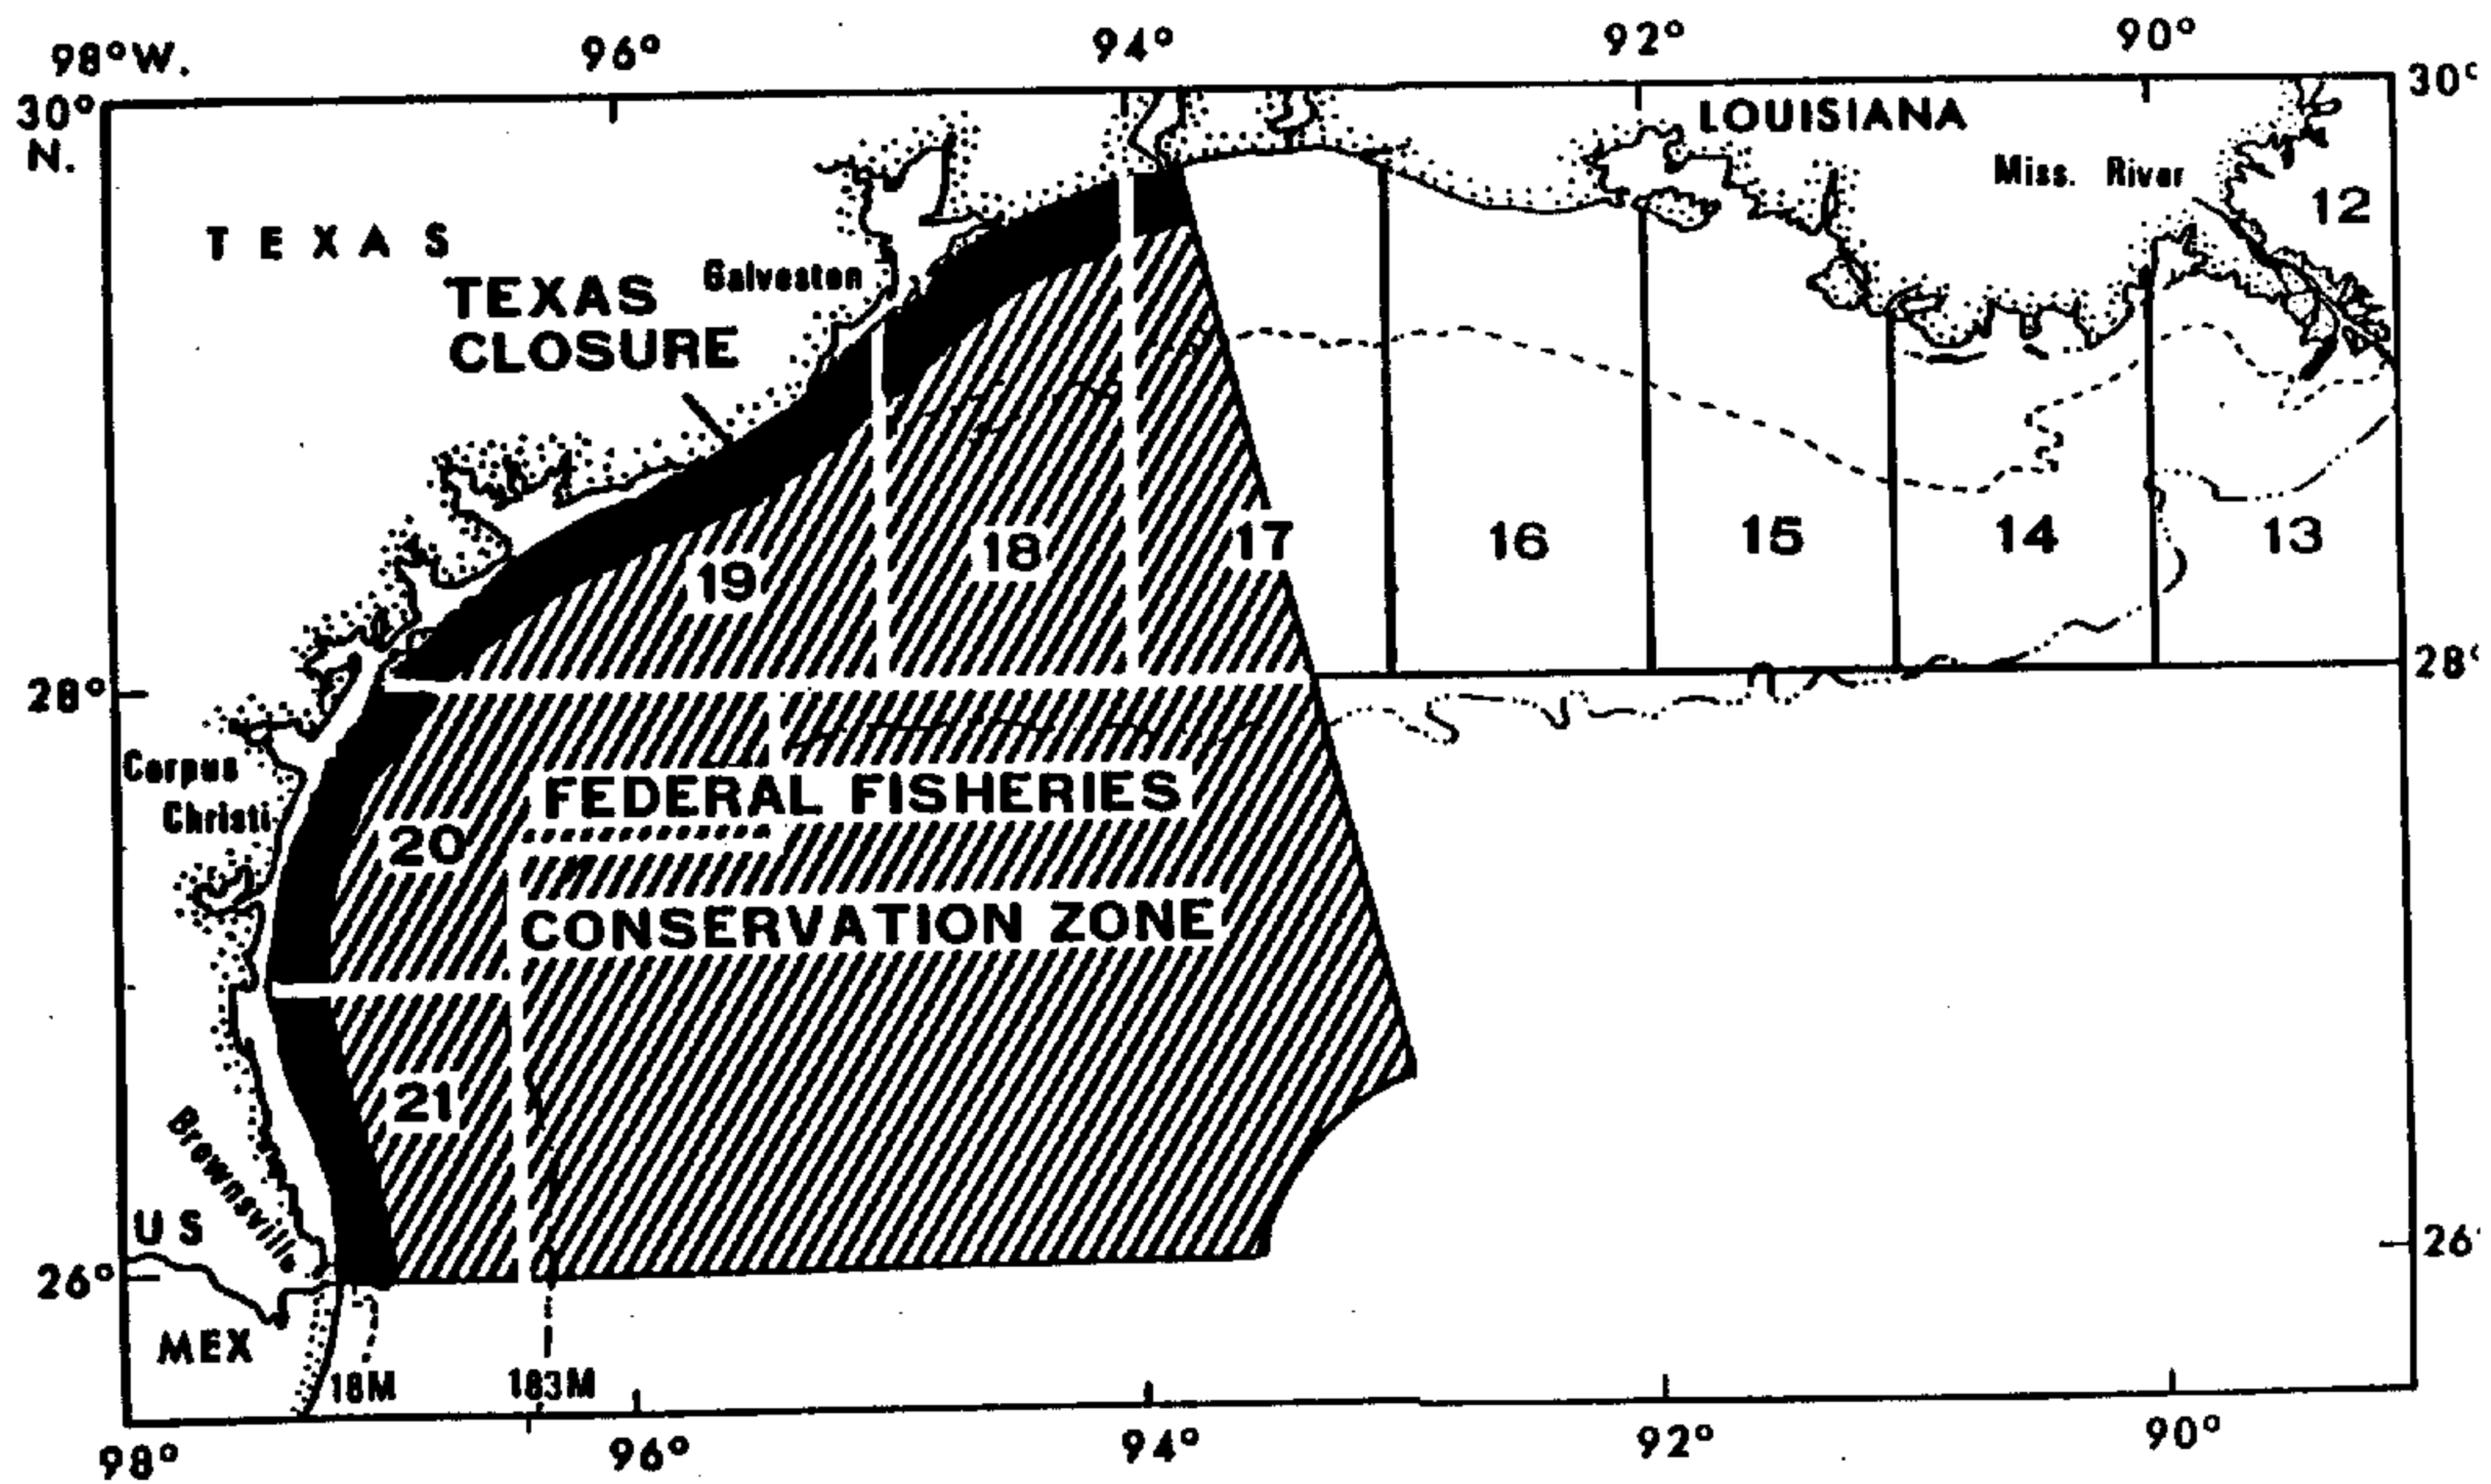 98°W.
96°
94°
92°
90°
30°
N.
30°
LOUISIANA
Miss. River
12
TEXAS
Galveston
TEXAS
CLOSURE
17
16
15
14
13
18
19
28°
28°
Corpus
Christi
FEDERAL FISHERIES
20
CONSERVATION ZONE
21
Brownsville
US
26°
26°
MEX
18M
183M
98°
96°
94°
92°
90°